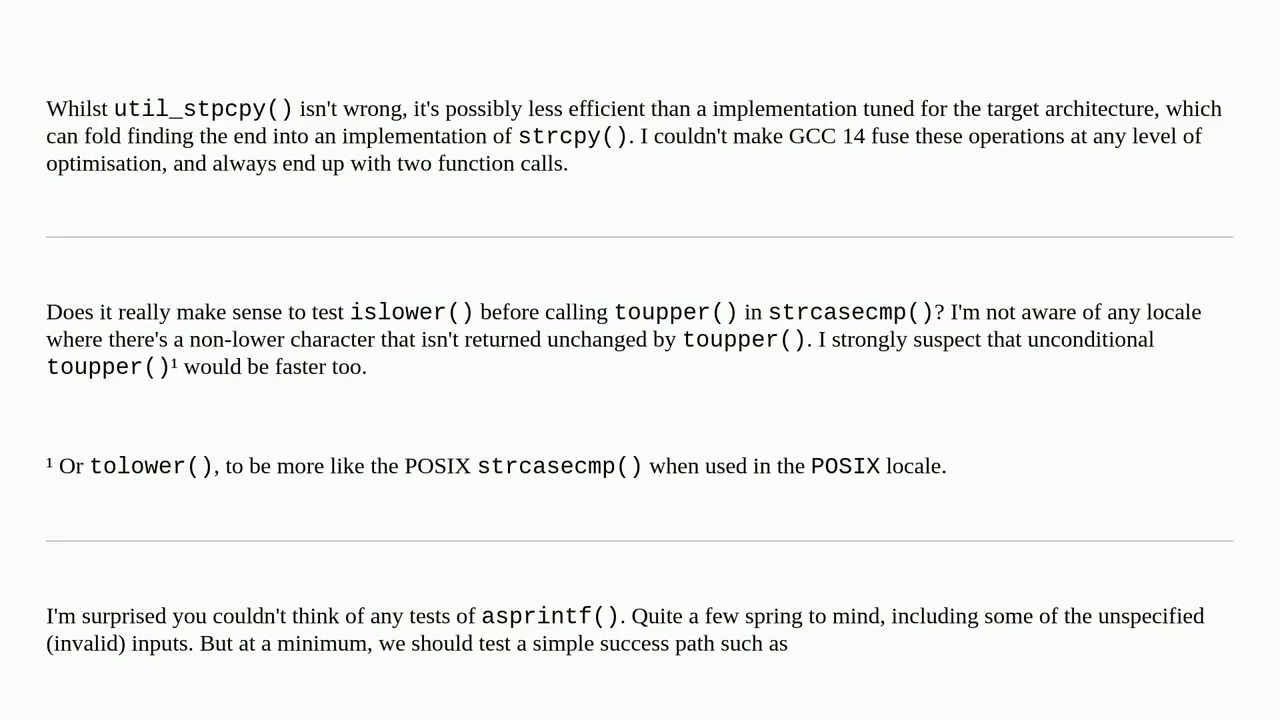 Whilst util_stpcpy() isn't wrong, it's possibly less efficient than a implementation tuned for the target architecture, which
can fold finding the end into an implementation of strcpy(). I couldn't make GCC 14 fuse these operations at any level of
optimisation, and always end up with two function calls.
Does it really make sense to test islower() before calling toupper() in strcasecmp()? I'm not aware of any locale
where there's a non-lower character that isn't returned unchanged by toupper(). I strongly suspect that unconditional
toupper()¹ would be faster too.
¹ Or tolower(), to be more like the POSIX strcasecmp() when used in the POSIX locale.
I'm surprised you couldn't think of any tests of asprintf(). Quite a few spring to mind, including some of the unspecified
(invalid) inputs. But at a minimum, we should test a simple success path such as